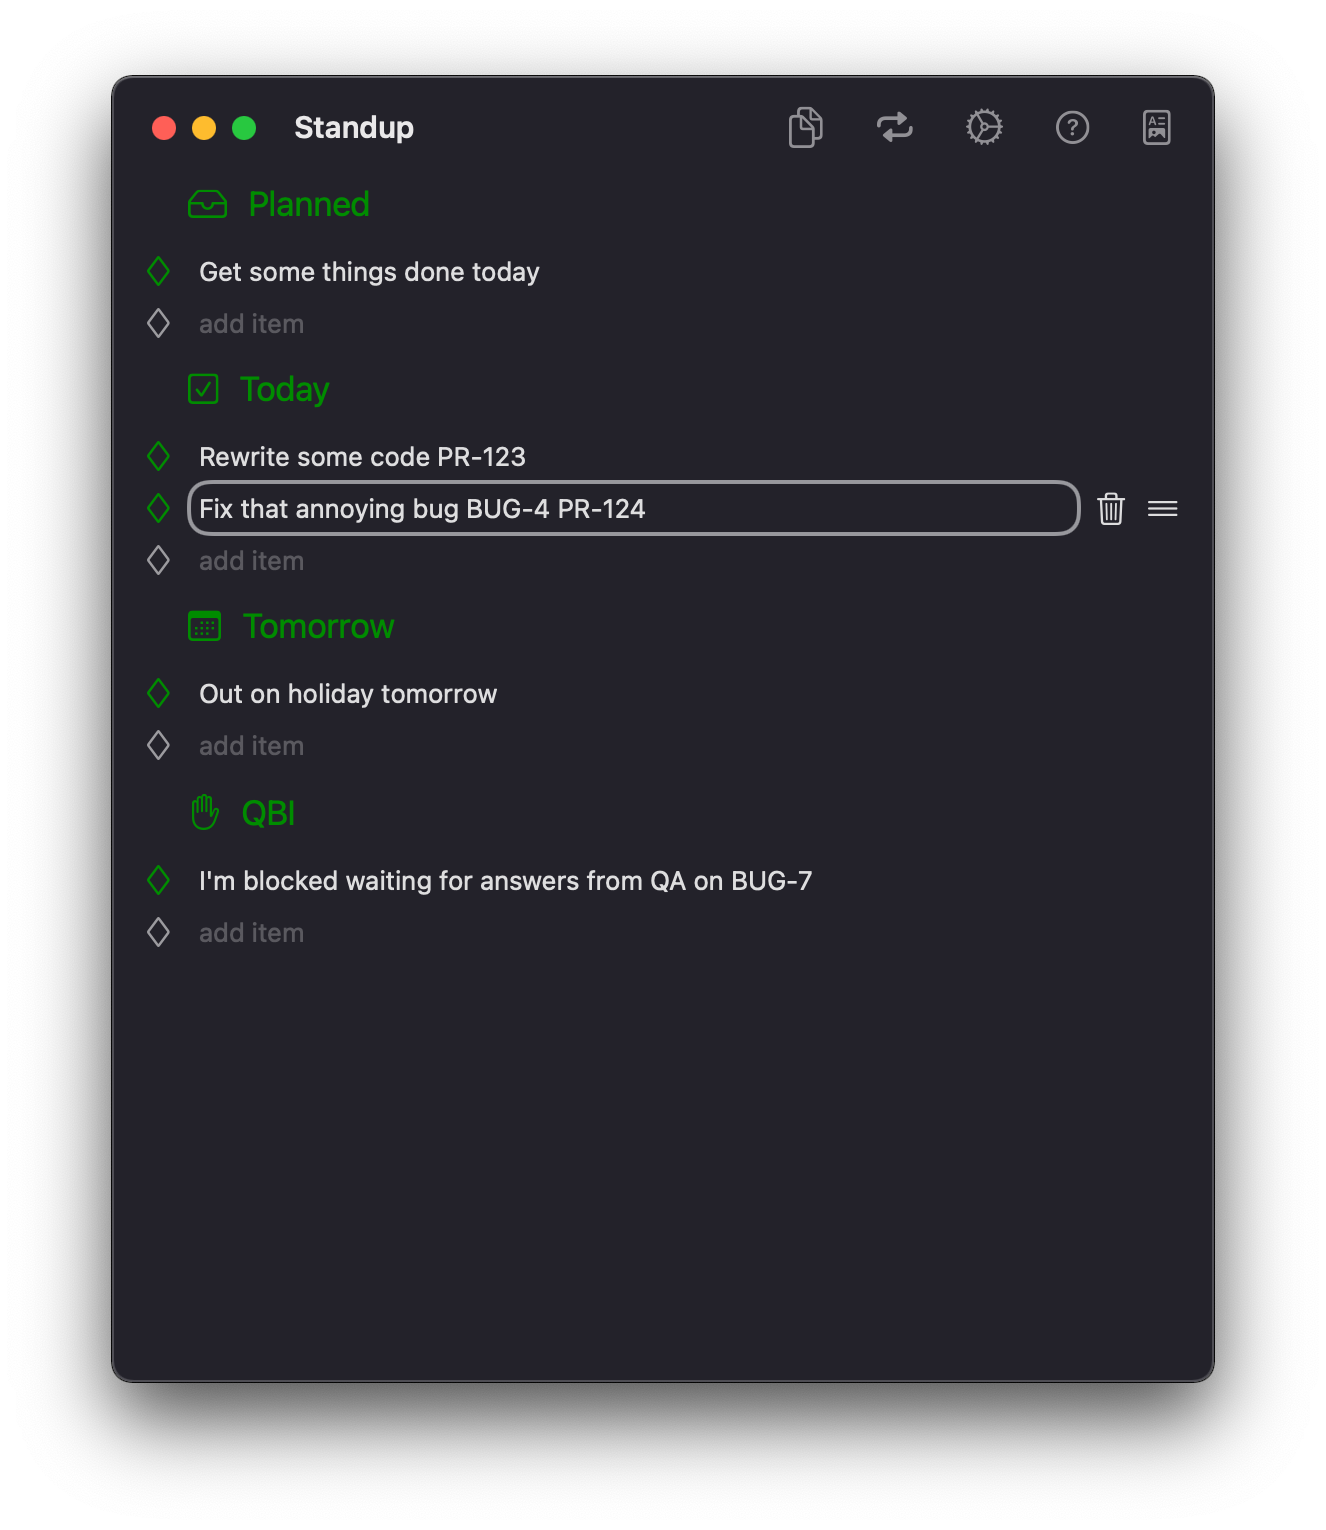 Standup
Planned
Get some things done today
add item
Today
Rewrite some code PR-123
Fix that annoying bug BUG-4 PR-124
add item
Tomorrow
Out on holiday tomorrow
add item
QBI
I'm blocked waiting for answers from QA on BUG-7
add item